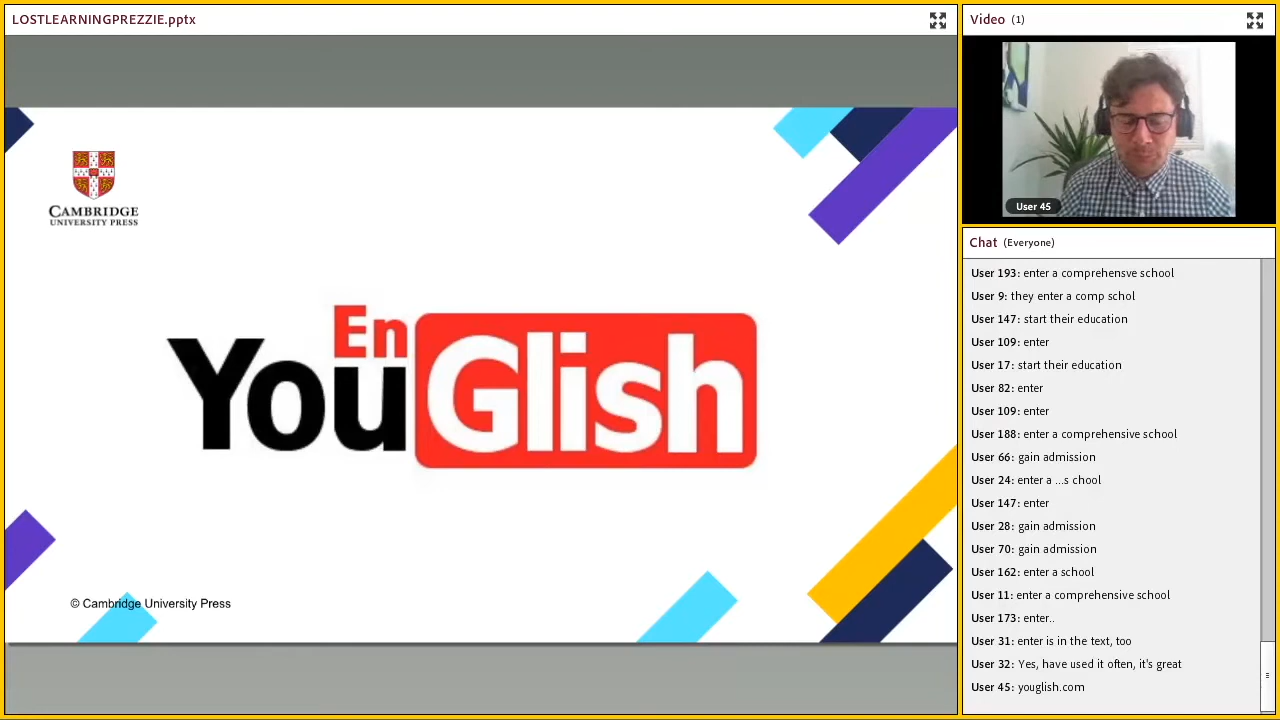 LOSTLEARNINGPREZZIE.pptx
CAMBRIDGE
UNIVERSITY PRESS
En
YouGlish
© Cambridge University Press
Video (1)
User 45
Chat (Everyone)
User 193: enter a comprehensve school
User 9: they enter a comp schol
User 147: start their education
User 109: enter
User 17: start their education
User 82: enter
User 109: enter
User 188: enter a comprehensive school
User 66: gain admission
User 24: enter a ...s chool
User 147: enter
User 28: gain admission
User 70: gain admission
User 162: enter a school
User 11: enter a comprehensive school
User 173: enter..
User 31: enter is in the text, too
User 32: Yes, have used it often, it's great
User 45: youglish.com